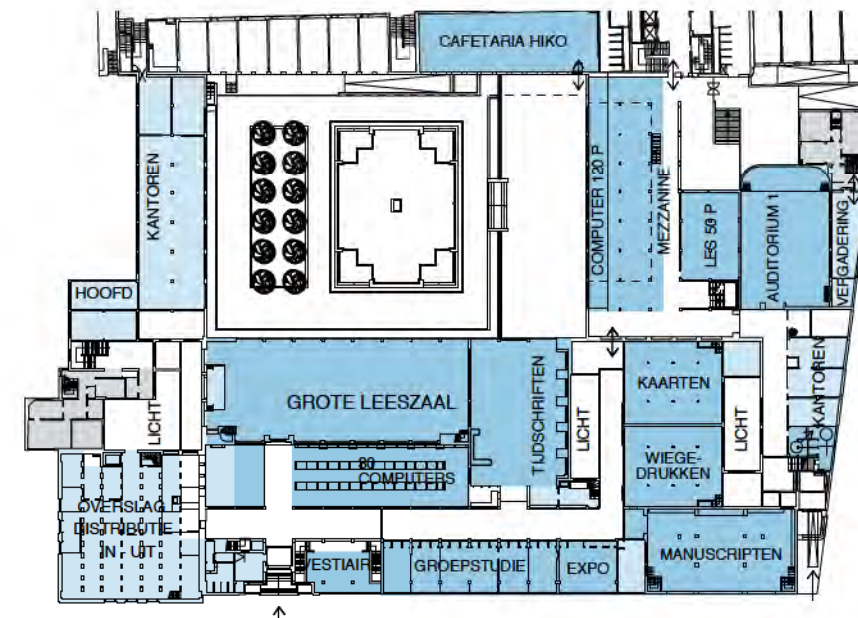 CAFETARIA HIKO
KANTOREN
COMPUTER 120 P
MEZZANINE
LES 50 P
AUDITORIUM 1
VERGADERING
HOOFD
GROTE LEESZAAL
TIJDSCHRIFTEN
LICHT
KAARTEN
LICHT
KANTOREN
LICHT
80
COMPUTERS
WIEGE-
DRUKKEN
OVERSLAG
DISTRIBUTIE
IN - UIT
VESTIAIRE
GROEPSTUDIE
EXPO
MANUSCRIPTEN